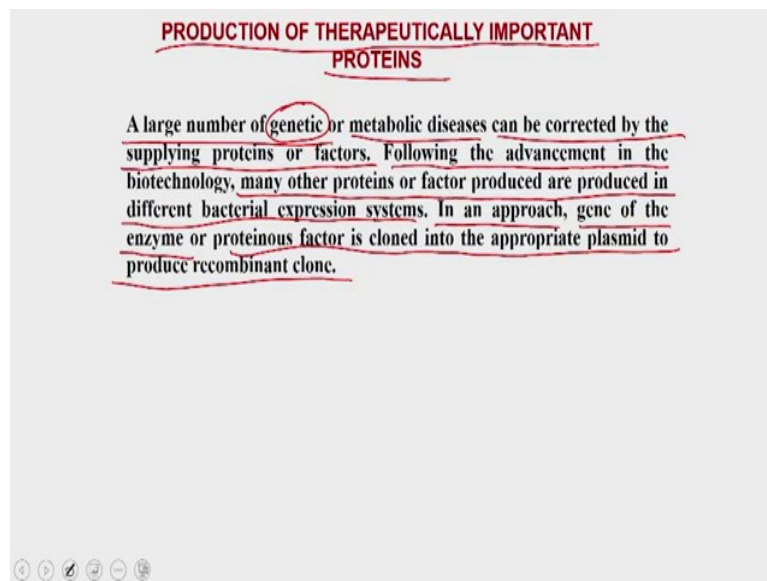 PRODUCTION OF THERAPEUTICALLY IMPORTANT
PROTEINS
A large number of genetic or metabolic diseases can be corrected by the
supplying proteins or factors. Following the advancement in the
biotechnology, many other proteins or factor produced are produced in
different bacterial expression systems. In an approach, gene of the
enzyme or proteinous factor is cloned into the appropriate plasmid to
produce recombinant clone.